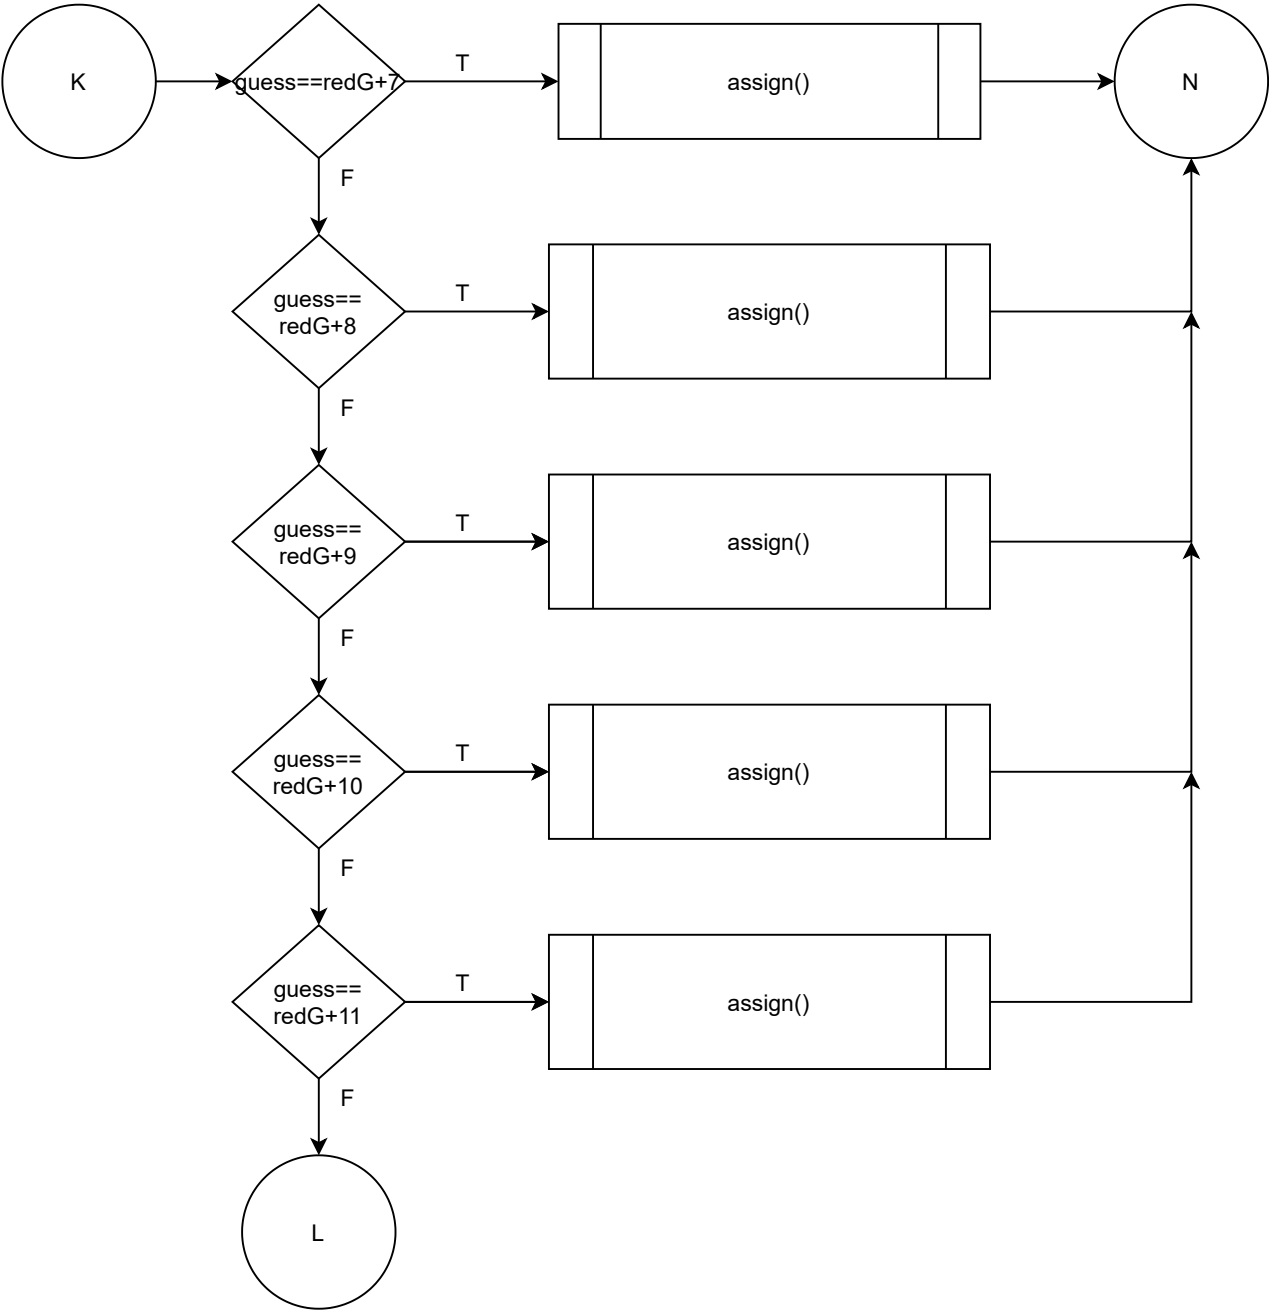 K
guess==redG+7
T
assign()
N
F
guess==
redG+8
T
assign()
F
guess==
redG+9
T
assign()
F
guess==
redG+10
T
assign()
F
guess==
redG+11
T
assign()
F
L